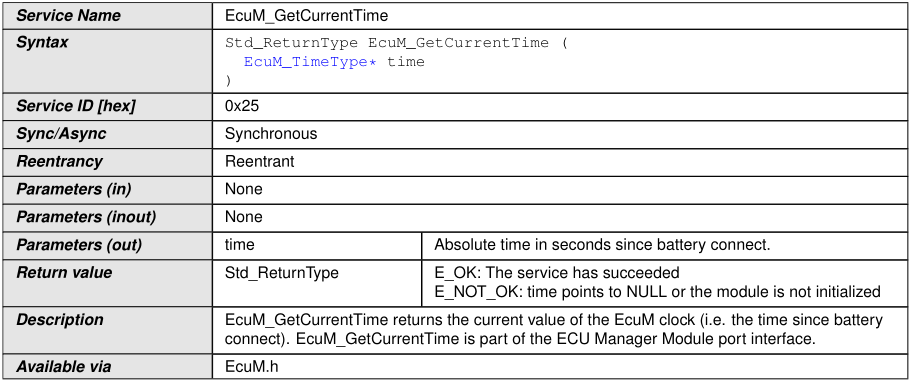 Service Name EcuM_GetCurrentTime
Syntax Std_ReturnType EcuM_GetCurrentTime (
EcuM_TimeType* time
)
Service ID [hex] 0x25
Sync/Async Synchronous
Reentrancy Reentrant
Parameters (in) None
Parameters (inout) None
Parameters (out) time Absolute time in seconds since battery connect.
Return value Std_ReturnType E_OK: The service has succeeded
E_NOT_OK: time points to NULL or the module is not initialized
Description EcuM_GetCurrentTime returns the current value of the EcuM clock (i.e. the time since battery
connect). EcuM_GetCurrentTime is part of the ECU Manager Module port interface.
Available via EcuM.h